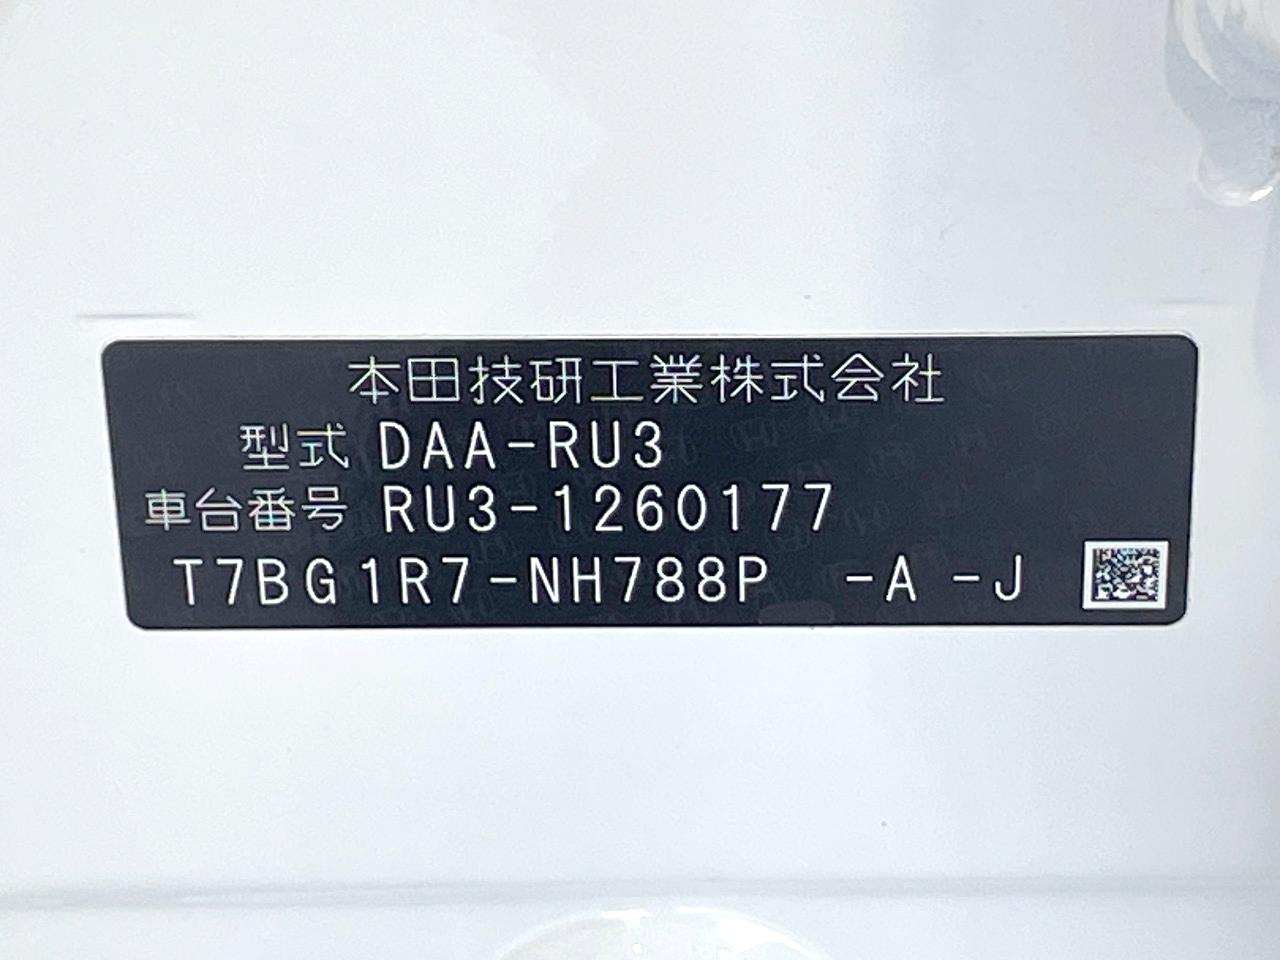 本田技研工業株式会社
型式 DAA-RU3
車台番号 RU3-1260177
T7BG1R7-NH788P -A -J